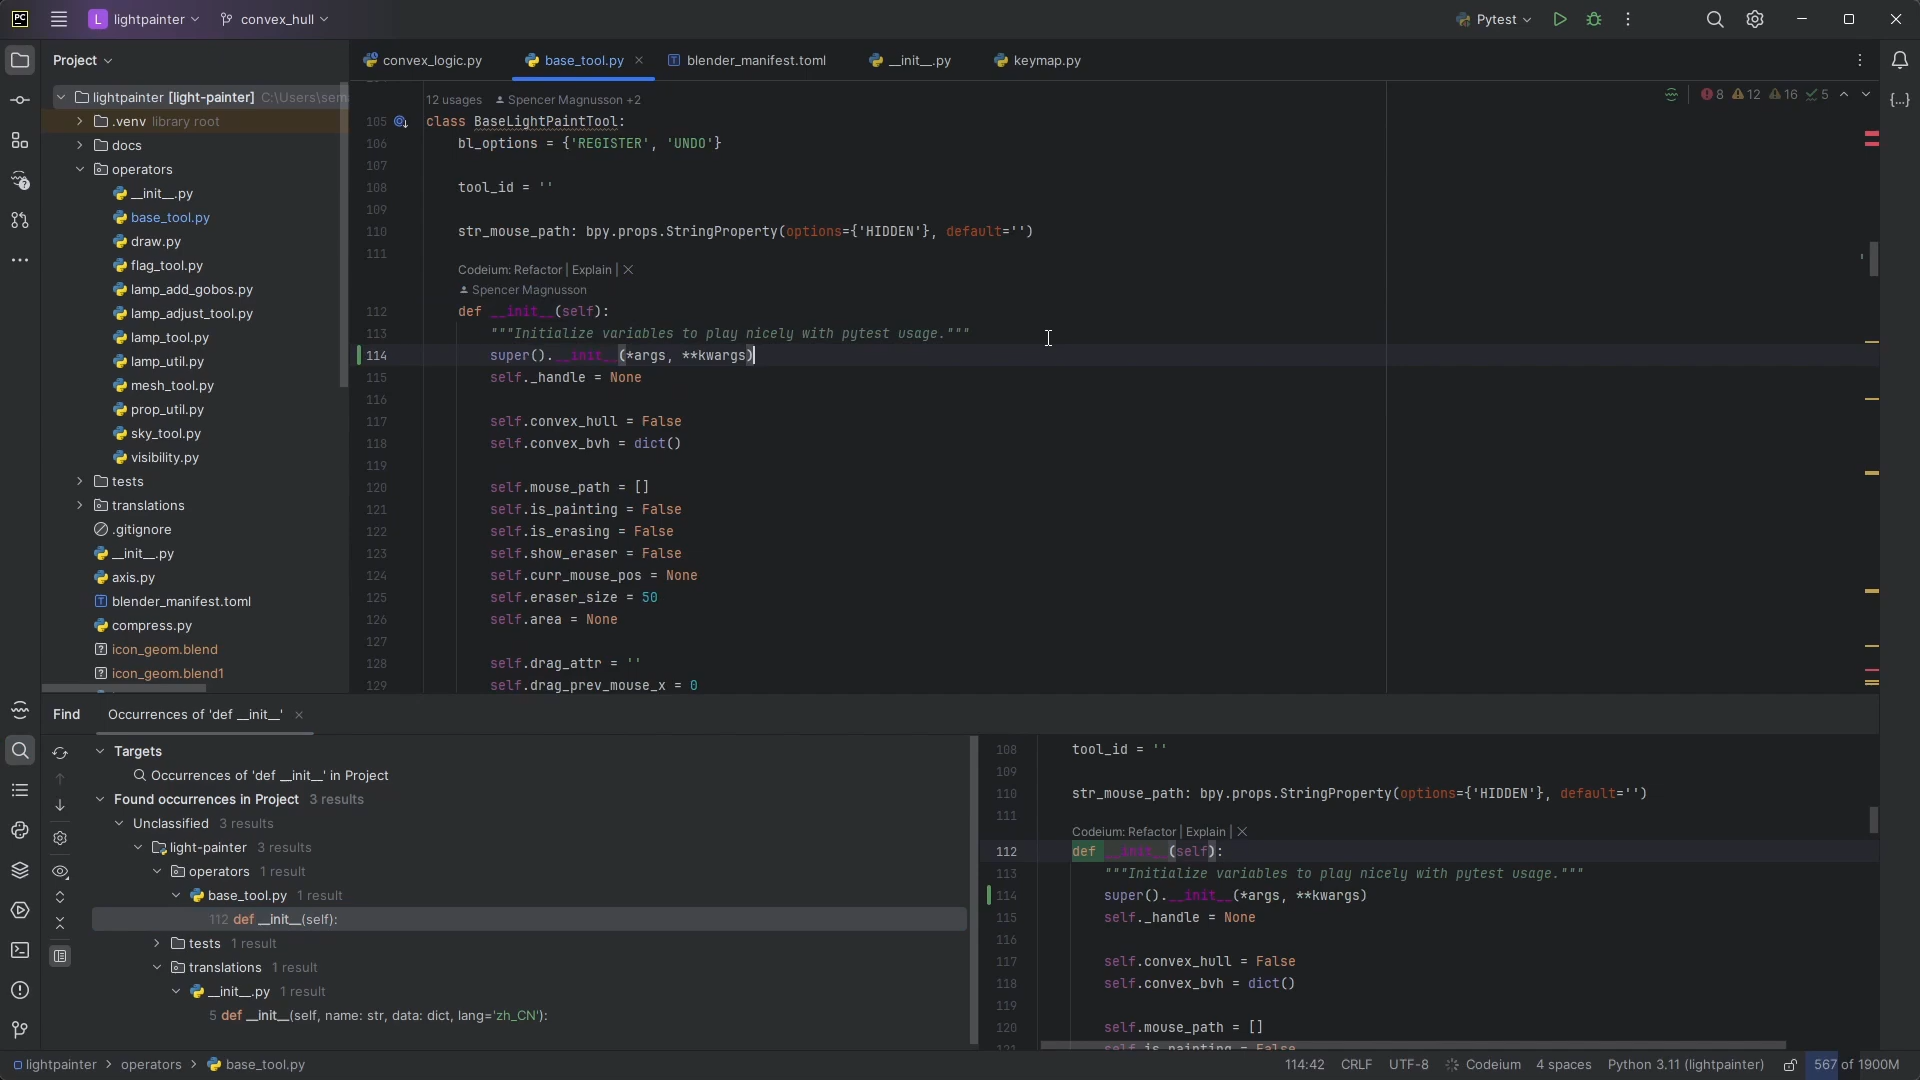 PC
L lightpainter
convex_hull
Pytest
Project
convex_logic.py
base_tool.py
blender_manifest.toml
__init__.py
keymap.py
lightpainter [light-painter] C:\Users\sem
.venv library root
docs
operators
__init__.py
base_tool.py
draw.py
flag_tool.py
lamp_add_gobos.py
lamp_adjust_tool.py
lamp_tool.py
lamp_util.py
mesh_tool.py
prop_util.py
sky_tool.py
visibility.py
tests
translations
.gitignore
__init__.py
axis.py
blender_manifest.toml
compress.py
icon_geom.blend
icon_geom.blend1
12 usages Spencer Magnusson +2
8 12 16 5
105 class BaseLightPaintTool:
106 bl_options = {'REGISTER', 'UNDO'}
107
108 tool_id = ''
109
110 str_mouse_path: bpy.props.StringProperty(options={'HIDDEN'}, default='')
111
Codeium: Refactor | Explain | ✕
Spencer Magnusson
112 def __init__(self):
113 """Initialize variables to play nicely with pytest usage."""
114 super().__init__(*args, **kwargs)
115 self._handle = None
116
117 self.convex_hull = False
118 self.convex_bvh = dict()
119
120 self.mouse_path = []
121 self.is_painting = False
122 self.is_erasing = False
123 self.show_eraser = False
124 self.curr_mouse_pos = None
125 self.eraser_size = 50
126 self.area = None
127
128 self.drag_attr = ''
129 self.drag_prev_mouse_x = 0
Find
Occurrences of 'def __init__'
Targets
Occurrences of 'def __init__' in Project
Found occurrences in Project 3 results
Unclassified 3 results
light-painter 3 results
operators 1 result
base_tool.py 1 result
112 def __init__(self):
tests 1 result
translations 1 result
__init__.py 1 result
5 def __init__(self, name: str, data: dict, lang='zh_CN'):
108 tool_id = ''
109
110 str_mouse_path: bpy.props.StringProperty(options={'HIDDEN'}, default='')
111
Codeium: Refactor | Explain | ✕
112 def __init__(self):
113 """Initialize variables to play nicely with pytest usage."""
114 super().__init__(*args, **kwargs)
115 self._handle = None
116
117 self.convex_hull = False
118 self.convex_bvh = dict()
119
120 self.mouse_path = []
121 self.is_painting = False
lightpainter > operators > base_tool.py
114:42 CRLF UTF-8 Codeium 4 spaces Python 3.11 (lightpainter) 567 of 1900M